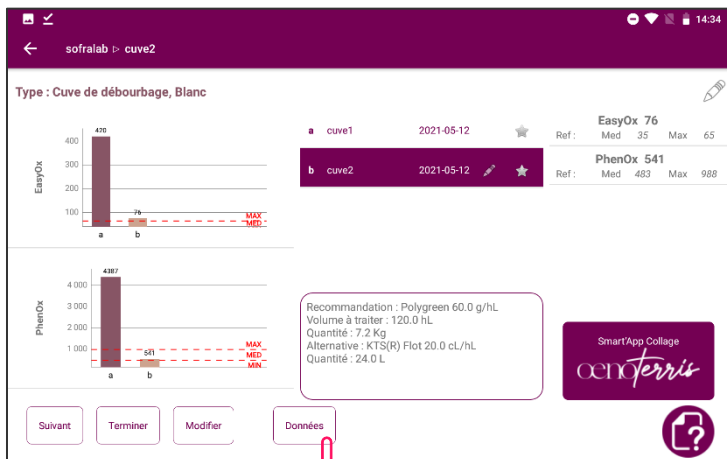 14:34
sofralab ▷ cuve2
Type : Cuve de débourbage, Blanc
EasyOx
400
300
200
100
420
76
MAX
MED
a b
PhenOx
4 000
3 000
2 000
1 000
4387
541
MAX
MED
MIN
a b
a cuve1 2021-05-12
b cuve2 2021-05-12
EasyOx 76
Ref : Med 35 Max 65
PhenOx 541
Ref : Med 483 Max 988
Recommandation : Polygreen 60.0 g/hL
Volume à traiter : 120.0 hL
Quantité : 7.2 Kg
Alternative : KTS(R) Flot 20.0 cL/hL
Quantité : 24.0 L
Smart'App Collage
œnoterris
Suivant Terminer Modifier Données
?